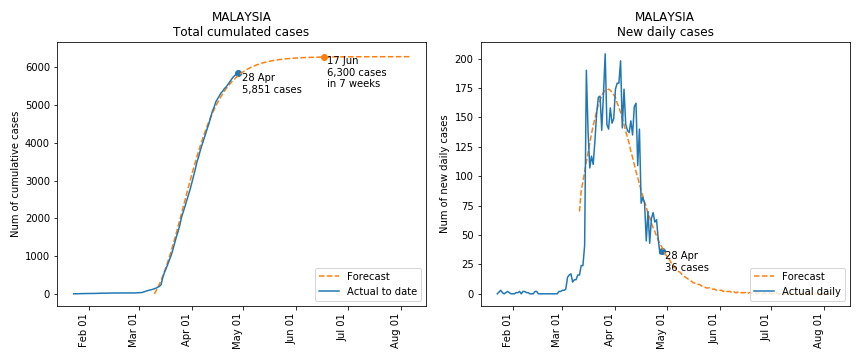 MALAYSIA
Total cumulated cases
Num of cumulative cases
6000
5000
4000
3000
2000
1000
0
17 Jun
6,300 cases
in 7 weeks
28 Apr
5,851 cases
Forecast
Actual to date
Feb 01
Mar 01
Apr 01
May 01
Jun 01
Jul 01
Aug 01
MALAYSIA
New daily cases
Num of new daily cases
200
175
150
125
100
75
50
25
0
28 Apr
36 cases
Forecast
Actual daily
Feb 01
Mar 01
Apr 01
May 01
Jun 01
Jul 01
Aug 01